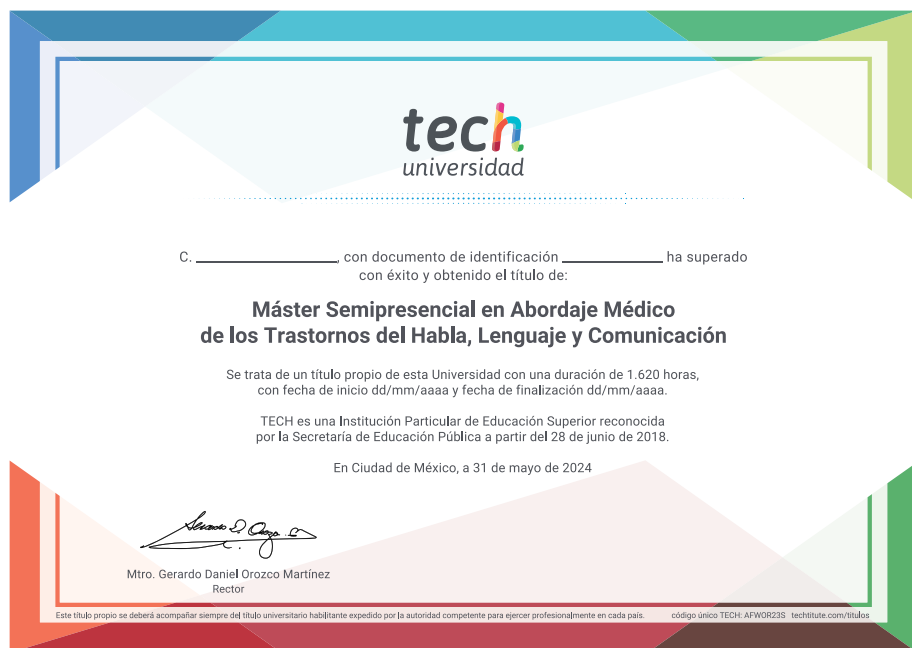 tech
universidad
C. ____________________, con documento de identificación ______________ ha superado
con éxito y obtenido el título de:
Máster Semipresencial en Abordaje Médico
de los Trastornos del Habla, Lenguaje y Comunicación
Se trata de un título propio de esta Universidad con una duración de 1.620 horas,
con fecha de inicio dd/mm/aaaa y fecha de finalización dd/mm/aaaa.
TECH es una Institución Particular de Educación Superior reconocida
por la Secretaría de Educación Pública a partir del 28 de junio de 2018.
En Ciudad de México, a 31 de mayo de 2024
Mtro. Gerardo Daniel Orozco Martínez
Rector
Este título propio se deberá acompañar siempre del título universitario habilitante expedido por la autoridad competente para ejercer profesionalmente en cada país. código único TECH: AFWOR23S techtitute.com/titulos